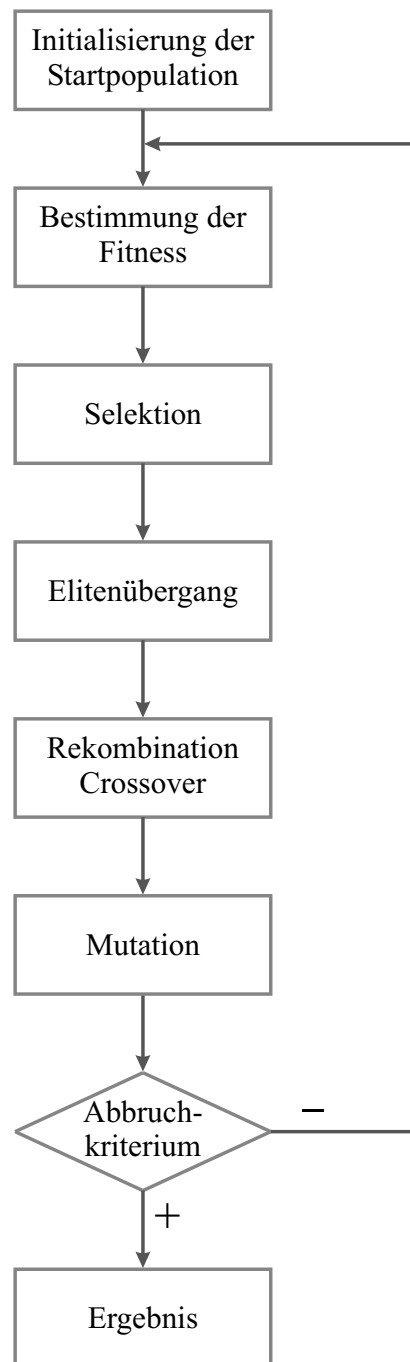 Initialisierung der
Startpopulation
Bestimmung der
Fitness
Selektion
Elitenübergang
Rekombination
Crossover
Mutation
Abbruch-
kriterium
−
+
Ergebnis